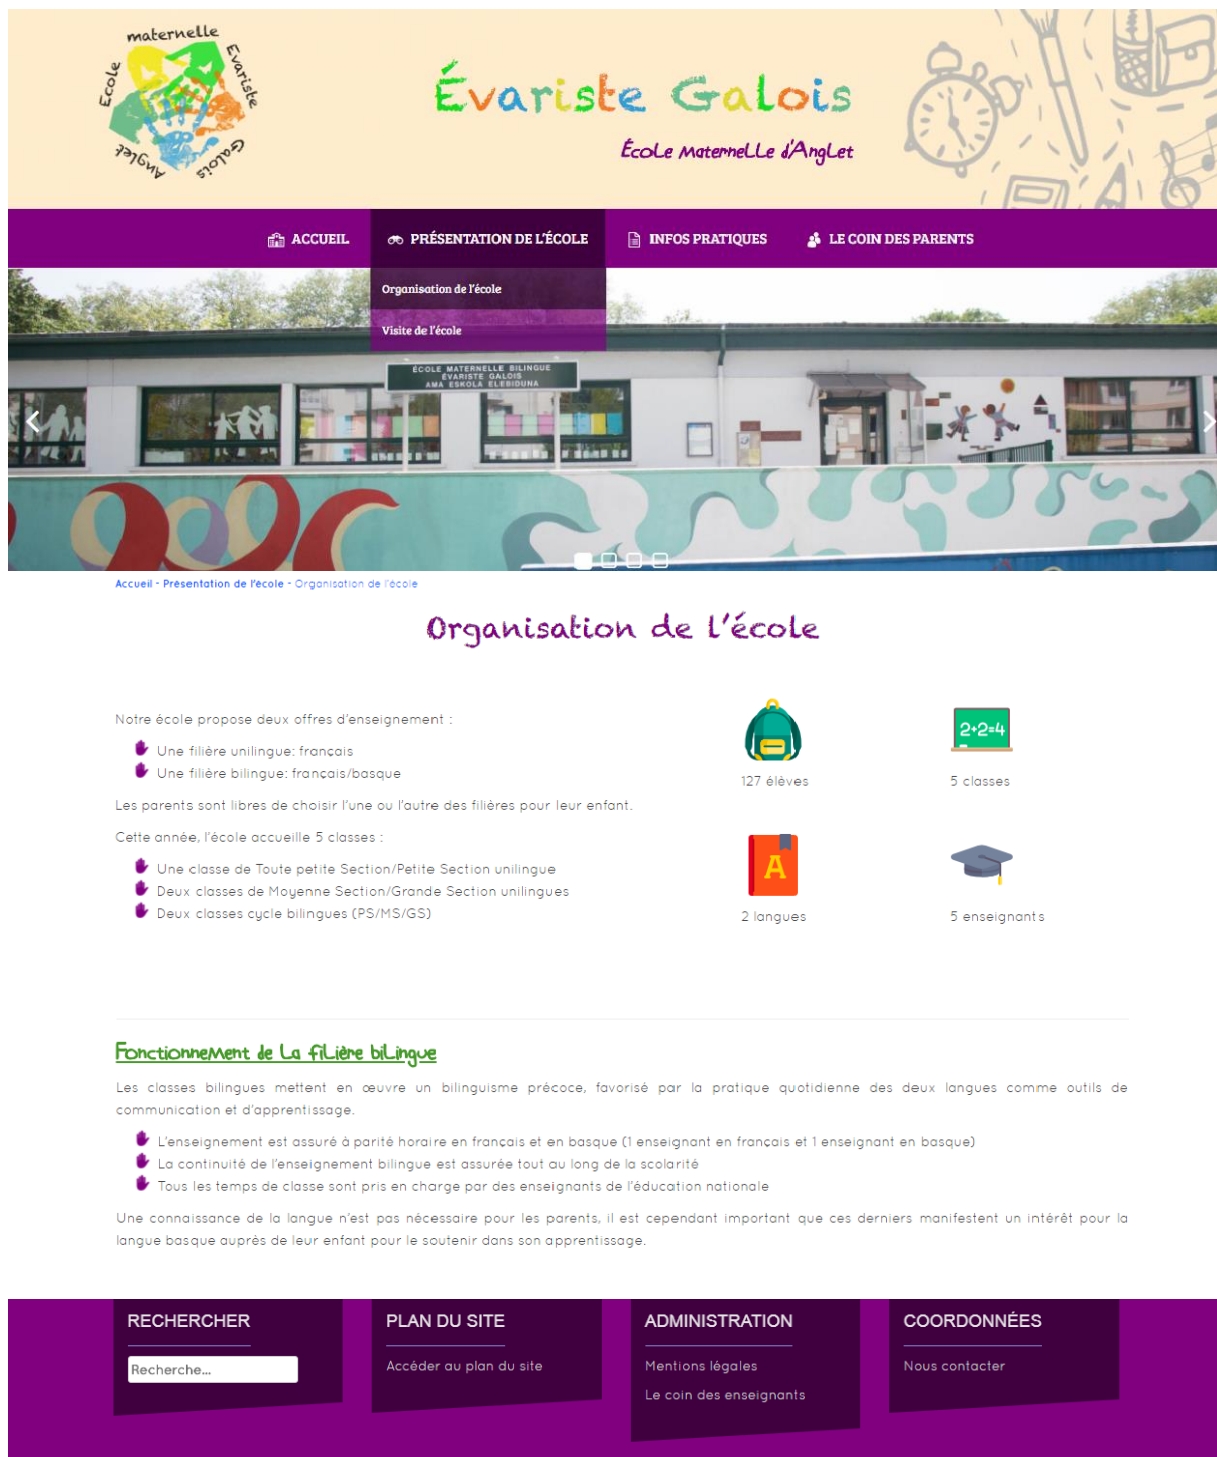 Ecole maternelle Evariste Galois Anglet
Évariste Galois
École Maternelle d'Anglet
ACCUEIL
PRÉSENTATION DE L'ÉCOLE
INFOS PRATIQUES
LE COIN DES PARENTS
Organisation de l'école
Visite de l'école
ÉCOLE MATERNELLE BILINGUE
ÉVARISTE GALOIS
AMA ESKOLA ELEBIDUNA
Accueil - Présentation de l'école - Organisation de l'école
Organisation de l'école
Notre école propose deux offres d'enseignement :
Une filière unilingue: français
Une filière bilingue: français/basque
Les parents sont libres de choisir l'une ou l'autre des filières pour leur enfant.
Cette année, l'école accueille 5 classes :
Une classe de Toute petite Section/Petite Section unilingue
Deux classes de Moyenne Section/Grande Section unilingues
Deux classes cycle bilingues (PS/MS/GS)
127 élèves
2+2=4
5 classes
A
2 langues
5 enseignants
Fonctionnement de la filière bilingue
Les classes bilingues mettent en œuvre un bilinguisme précoce, favorisé par la pratique quotidienne des deux langues comme outils de
communication et d'apprentissage.
L'enseignement est assuré à parité horaire en français et en basque (1 enseignant en français et 1 enseignant en basque)
La continuité de l'enseignement bilingue est assurée tout au long de la scolarité
Tous les temps de classe sont pris en charge par des enseignants de l'éducation nationale
Une connaissance de la langue n'est pas nécessaire pour les parents, il est cependant important que ces derniers manifestent un intérêt pour la
langue basque auprès de leur enfant pour le soutenir dans son apprentissage.
RECHERCHER
Recherche...
PLAN DU SITE
Accéder au plan du site
ADMINISTRATION
Mentions légales
Le coin des enseignants
COORDONNÉES
Nous contacter